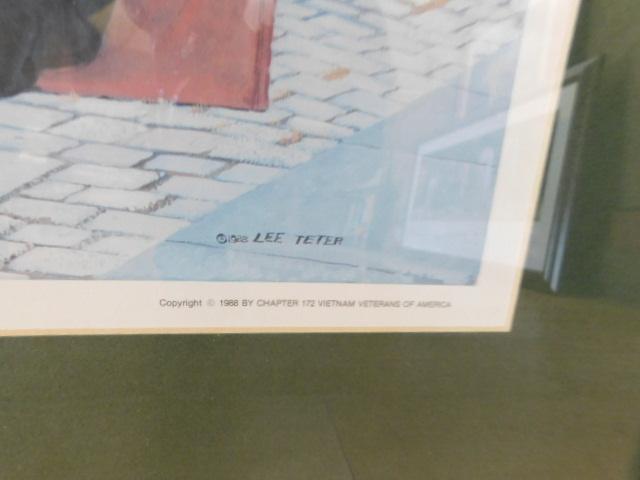 ©1988 LEE TETER
Copyright © 1988 BY CHAPTER 172 VIETNAM VETERANS OF AMERICA